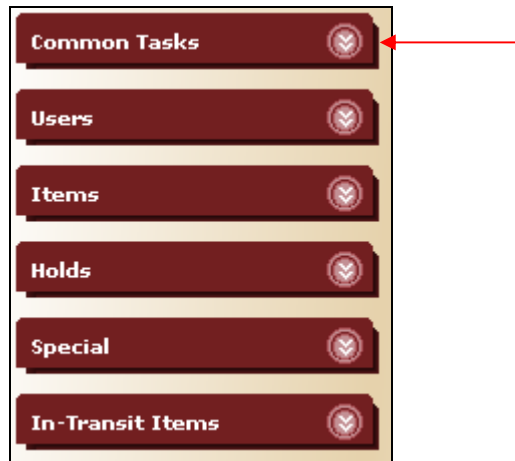 Common Tasks
Users
Items
Holds
Special
In-Transit Items